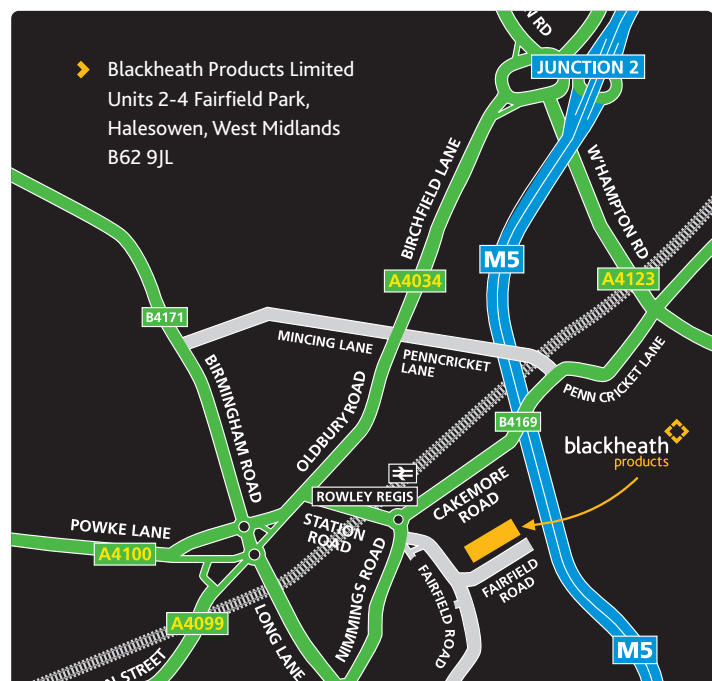 Blackheath Products Limited
Units 2-4 Fairfield Park,
Halesowen, West Midlands
B62 9JL
N RD
JUNCTION 2
BIRCHFIELD LANE
W'HAMPTON RD
M5
A4034
A4123
B4171
MINCING LANE
PENNCRICKET
LANE
PENN CRICKET LANE
BIRMINGHAM ROAD
OLDBURY ROAD
B4169
blackheath
products
ROWLEY REGIS
CAKEMORE
ROAD
STATION
ROAD
POWKE LANE
A4100
NIMMINGS ROAD
FAIRFIELD ROAD
FAIRFIELD
ROAD
A4099
LONG LANE
STREET
M5